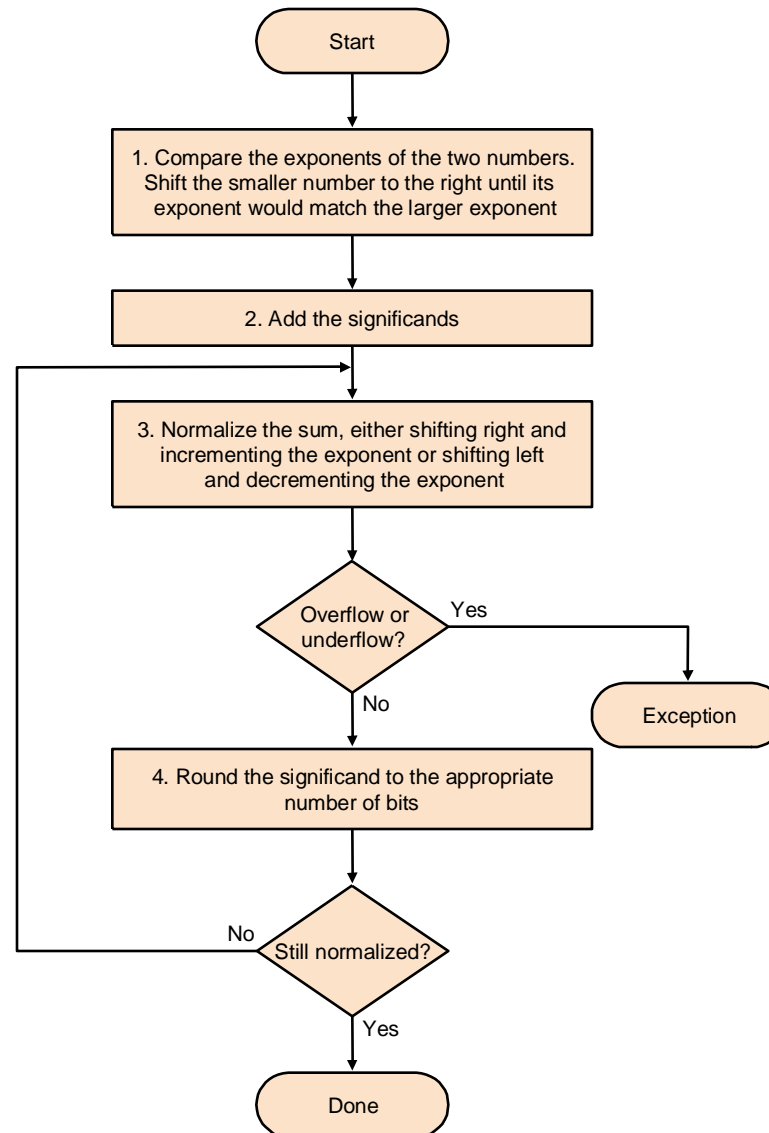 Start
1. Compare the exponents of the two numbers.
Shift the smaller number to the right until its
exponent would match the larger exponent
2. Add the significands
3. Normalize the sum, either shifting right and
incrementing the exponent or shifting left
and decrementing the exponent
Overflow or
underflow?
Yes
No
Exception
4. Round the significand to the appropriate
number of bits
Still normalized?
No
Yes
Done